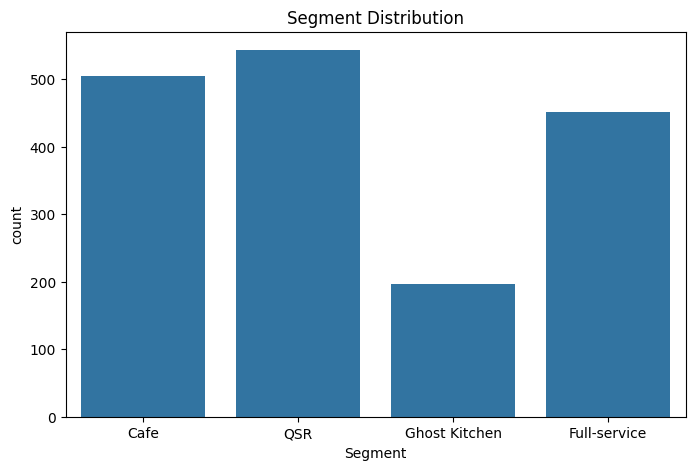 Segment Distribution
500
400
300
200
100
0
count
Cafe QSR Ghost Kitchen Full-service
Segment